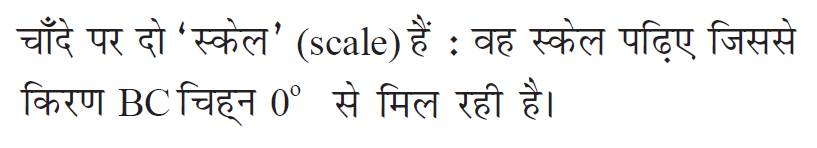 चाँदे पर दो ‘स्केल’ (scale) हैं : वह स्केल पढ़िए जिससे
किरण BC चिह्‌न 0° से मिल रही है।